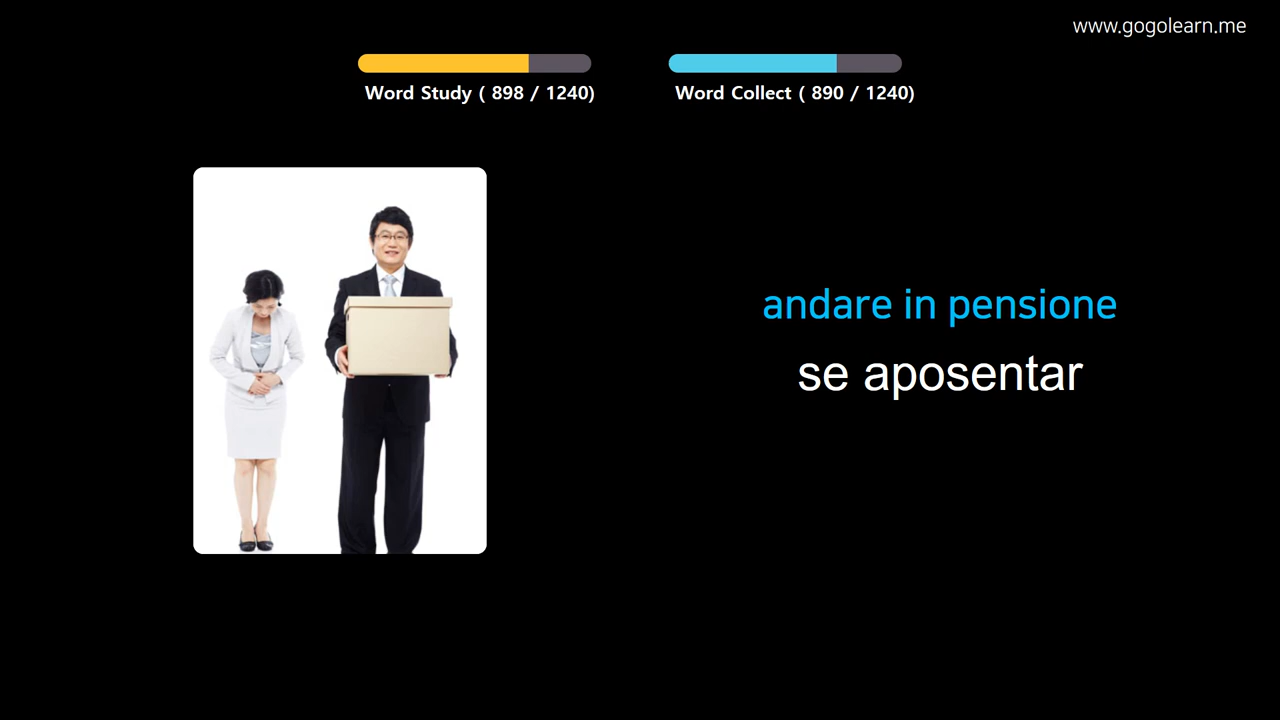 www.gogolearn.me
Word Study ( 898 / 1240)
Word Collect ( 890 / 1240)
andare in pensione
se aposentar